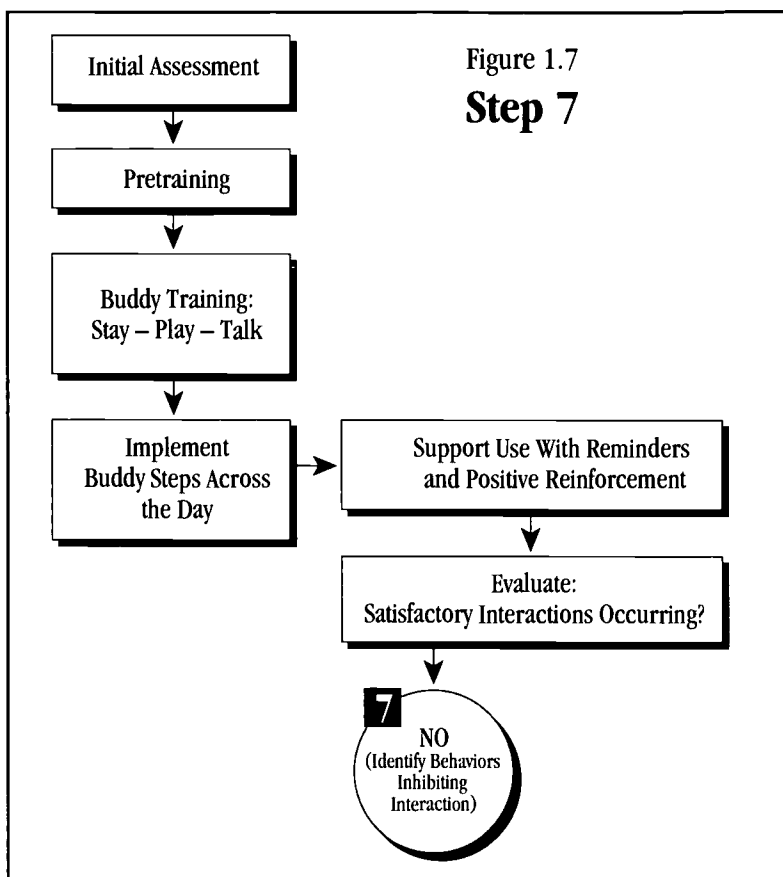 Figure 1.7
Step 7
Initial Assessment
Pretraining
Buddy Training:
Stay – Play – Talk
Implement
Buddy Steps Across
the Day
Support Use With Reminders
and Positive Reinforcement
Evaluate:
Satisfactory Interactions Occurring?
7
NO
(Identify Behaviors
Inhibiting
Interaction)